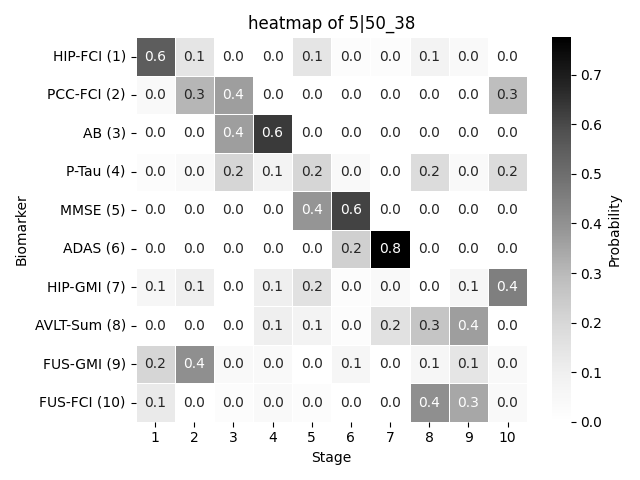 heatmap of 5|50_38
HIP-FCI (1) 0.6 0.1 0.0 0.0 0.1 0.0 0.0 0.1 0.0 0.0
PCC-FCI (2) 0.0 0.3 0.4 0.0 0.0 0.0 0.0 0.0 0.0 0.3
AB (3) 0.0 0.0 0.4 0.6 0.0 0.0 0.0 0.0 0.0 0.0
P-Tau (4) 0.0 0.0 0.2 0.1 0.2 0.0 0.0 0.2 0.0 0.2
MMSE (5) 0.0 0.0 0.0 0.0 0.4 0.6 0.0 0.0 0.0 0.0
ADAS (6) 0.0 0.0 0.0 0.0 0.0 0.2 0.8 0.0 0.0 0.0
HIP-GMI (7) 0.1 0.1 0.0 0.1 0.2 0.0 0.0 0.0 0.1 0.4
AVLT-Sum (8) 0.0 0.0 0.0 0.1 0.1 0.0 0.2 0.3 0.4 0.0
FUS-GMI (9) 0.2 0.4 0.0 0.0 0.0 0.1 0.0 0.1 0.1 0.0
FUS-FCI (10) 0.1 0.0 0.0 0.0 0.0 0.0 0.0 0.4 0.3 0.0
1 2 3 4 5 6 7 8 9 10
Stage
Biomarker
0.7
0.6
0.5
0.4
0.3
0.2
0.1
0.0
Probability